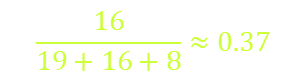 16
19 + 16 + 8 ≈ 0.37